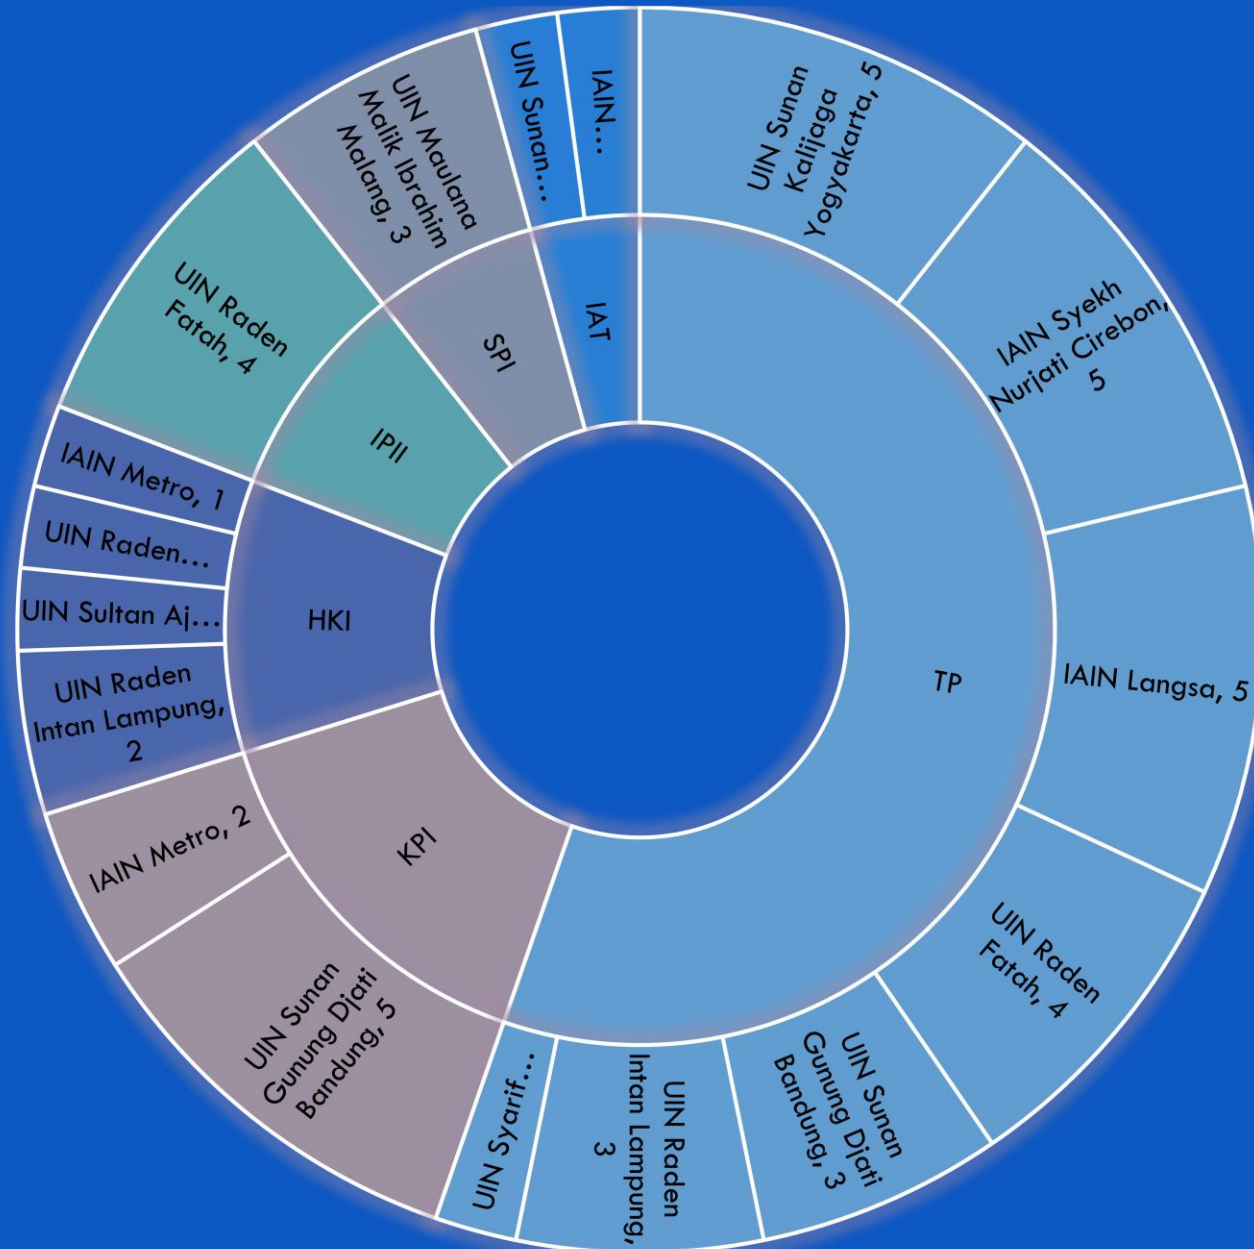 UIN Sunan
Kalijaga
Yogyakarta, 5
IAIN Syekh
Nurjati Cirebon,
5
IAIN Langsa, 5
UIN Raden
Fatah, 4
UIN Sunan
Gunung Djati
Bandung, 3
UIN Raden
Intan Lampung,
3
UIN Syarif...
TP
UIN Sunan
Gunung Djati
Bandung, 5
IAIN Metro, 2
KPI
UIN Raden
Intan Lampung,
2
UIN Sultan Aj...
UIN Raden...
IAIN Metro, 1
HKI
UIN Raden
Fatah, 4
IPII
UIN Maulana
Malik Ibrahim
Malang, 3
SPI
UIN Sunan...
IAIN
...
IAT